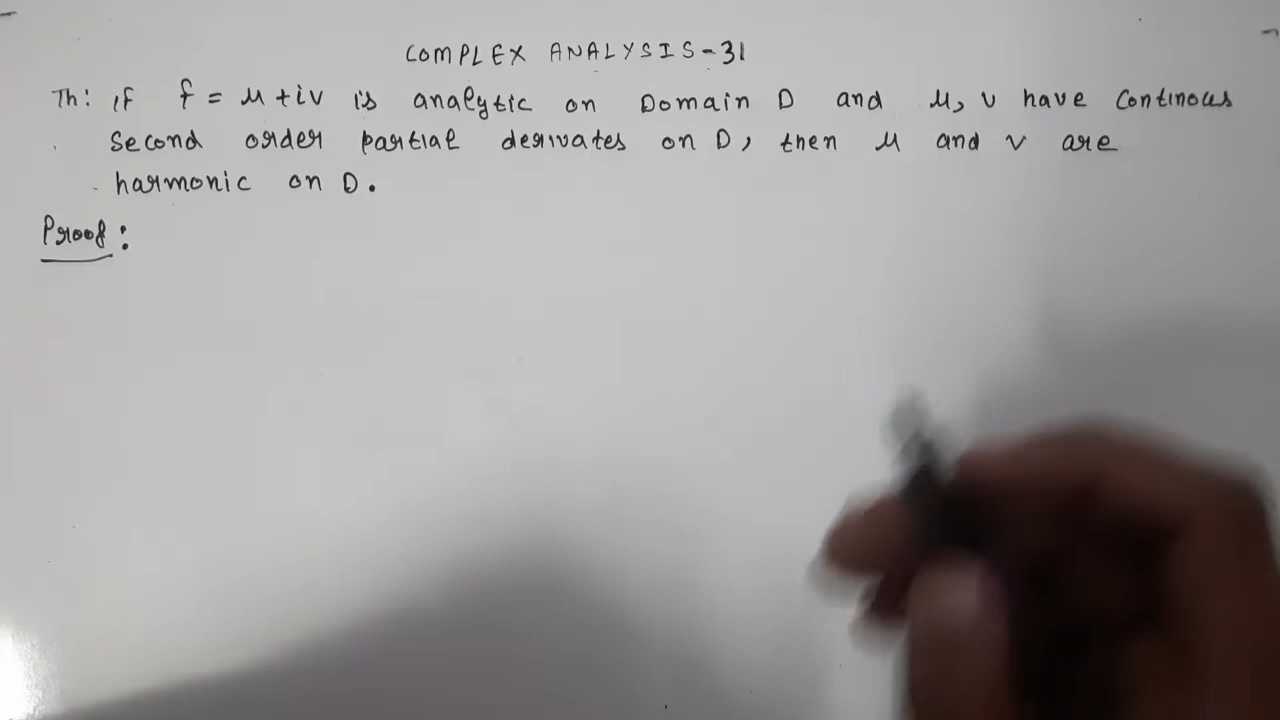 COMPLEX ANALYSIS-31
Th: if f = u+iv is analytic on Domain D and u, v have Continous
Second order partial derivates on D, then u and v are
harmonic on D.
Proof: